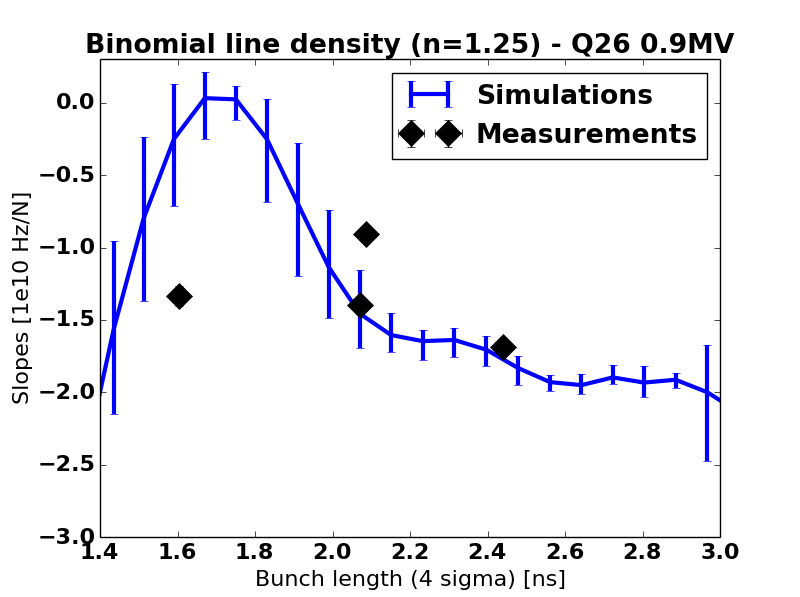 Binomial line density (n=1.25) - Q26 0.9MV
Simulations
Measurements
Slopes [1e10 Hz/N]
0.0
−0.5
−1.0
−1.5
−2.0
−2.5
−3.0
1.4 1.6 1.8 2.0 2.2 2.4 2.6 2.8 3.0
Bunch length (4 sigma) [ns]